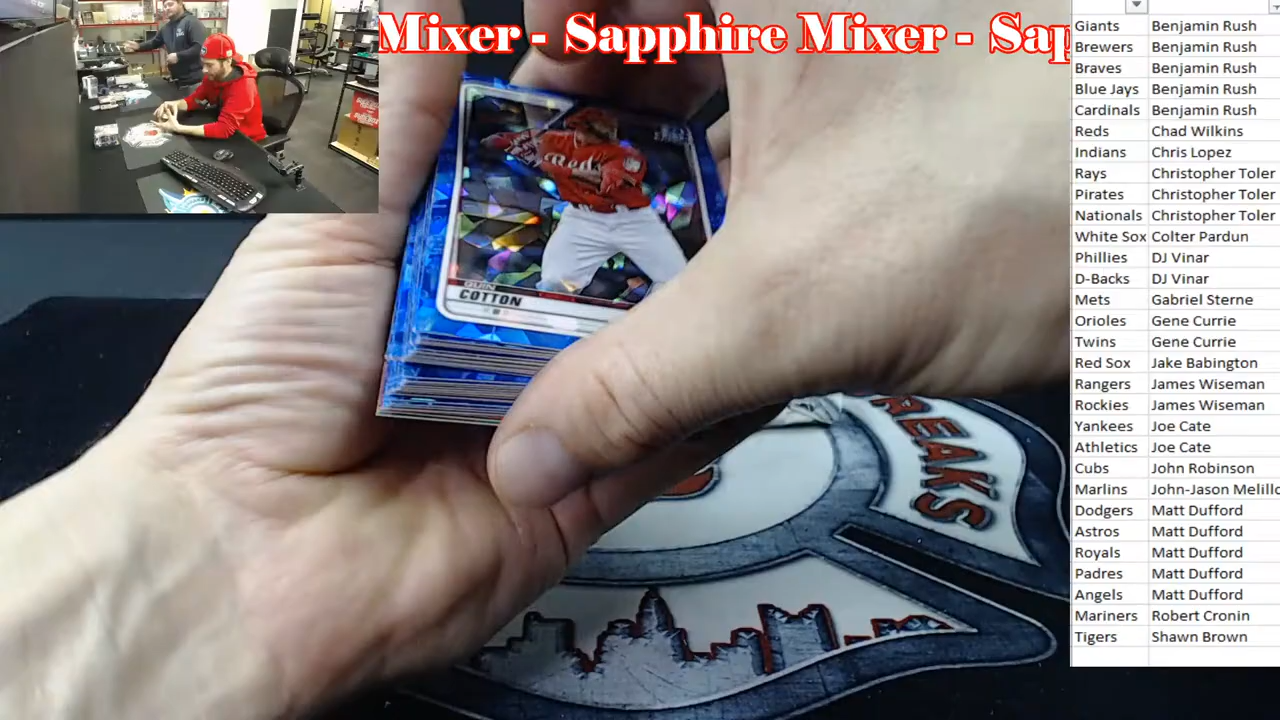 Mixer - Sapphire Mixer - Sap
Giants Benjamin Rush
Brewers Benjamin Rush
Braves Benjamin Rush
Blue Jays Benjamin Rush
Cardinals Benjamin Rush
Reds Chad Wilkins
Indians Chris Lopez
Rays Christopher Toler
Pirates Christopher Toler
Nationals Christopher Toler
White Sox Colter Pardun
Phillies DJ Vinar
D-Backs DJ Vinar
Mets Gabriel Sterne
Orioles Gene Currie
Twins Gene Currie
Red Sox Jake Babington
Rangers James Wiseman
Rockies James Wiseman
Yankees Joe Cate
Athletics Joe Cate
Cubs John Robinson
Marlins John-Jason Melillo
Dodgers Matt Dufford
Astros Matt Dufford
Royals Matt Dufford
Padres Matt Dufford
Angels Matt Dufford
Mariners Robert Cronin
Tigers Shawn Brown
Reds
COTTON
BREAKS